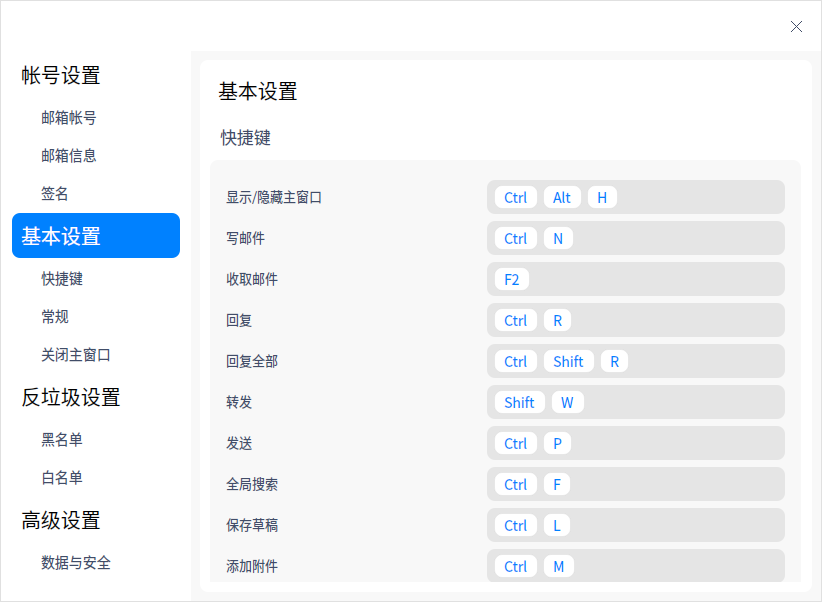 帐号设置
邮箱帐号
邮箱信息
签名
基本设置
快捷键
常规
关闭主窗口
反垃圾设置
黑名单
白名单
高级设置
数据与安全
基本设置
快捷键
显示/隐藏主窗口 Ctrl Alt H
写邮件 Ctrl N
收取邮件 F2
回复 Ctrl R
回复全部 Ctrl Shift R
转发 Shift W
发送 Ctrl P
全局搜索 Ctrl F
保存草稿 Ctrl L
添加附件 Ctrl M